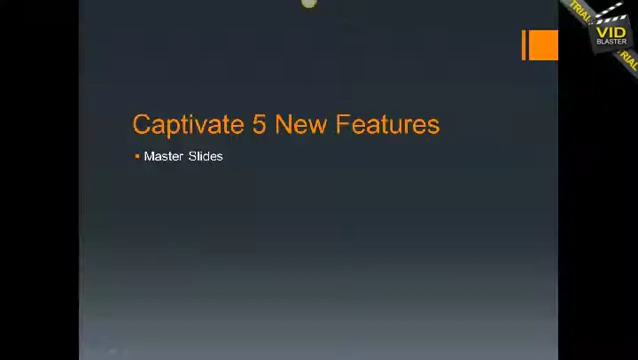 TRIAL
VID
BLASTER
TRIAL
Captivate 5 New Features
Master Slides